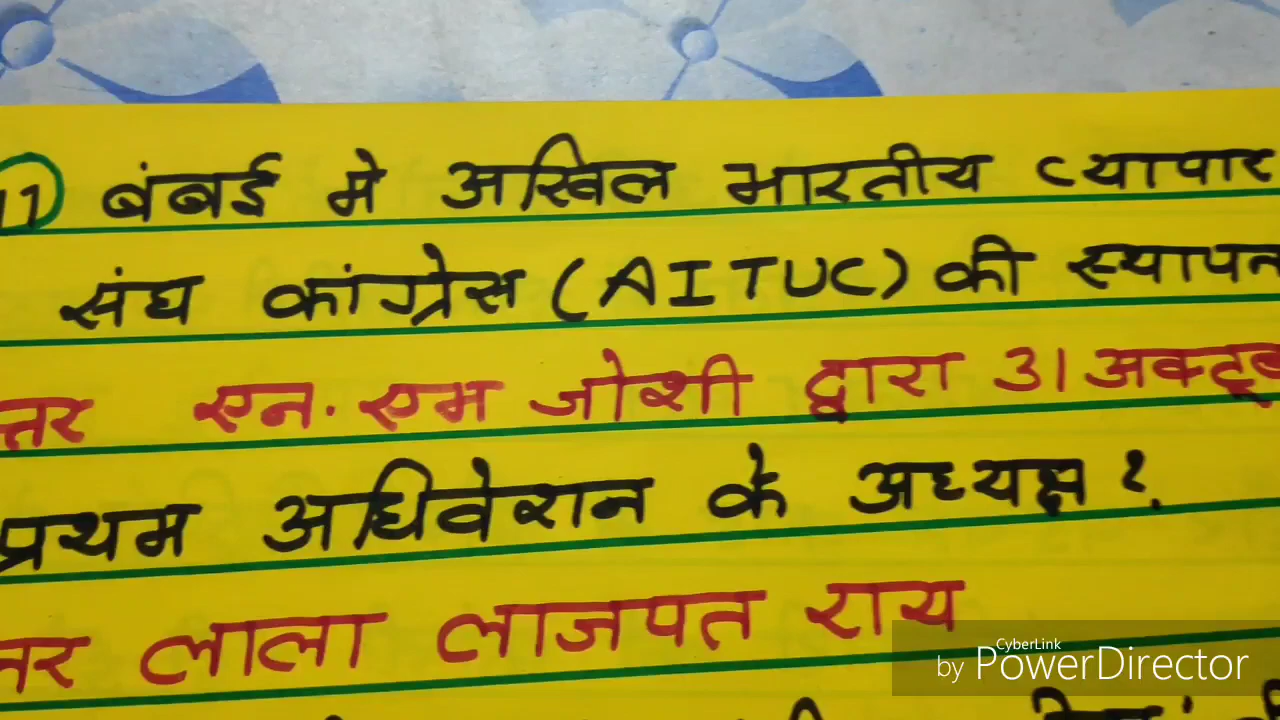 11 बंबई मे अखिल भारतीय व्यापार
संघ कांग्रेस (AITUC) की स्थापन
त्तर एन. एम जोशी द्वारा 31 अक्टूब
प्रथम अधिवेशन के अध्यक्ष ?
त्तर लाला लाजपत राय
CyberLink
by PowerDirector